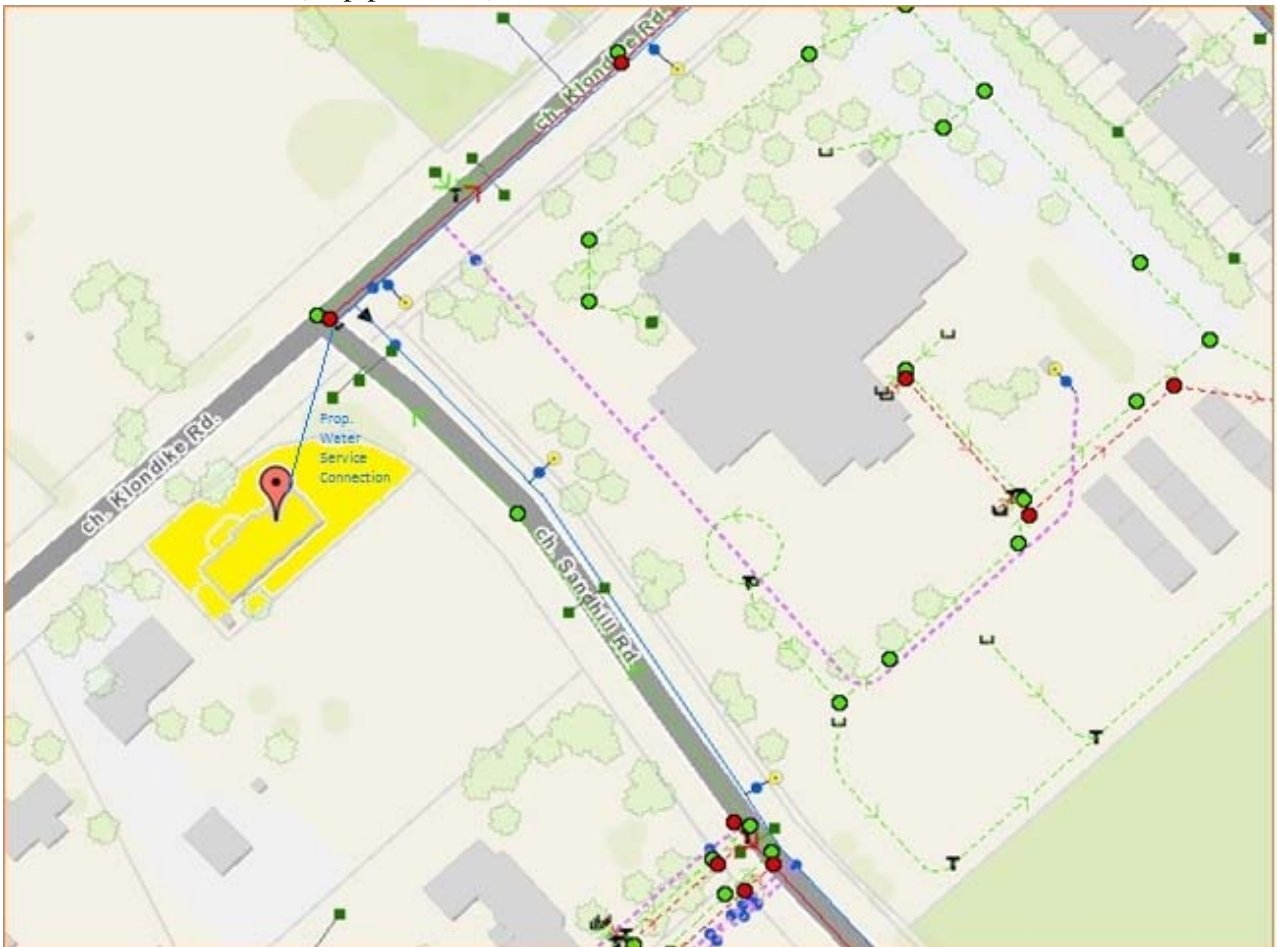 ch. Klondike Rd.
Prop.
Water
Service
Connection
ch. Klondike Rd.
ch. Sandhill Rd